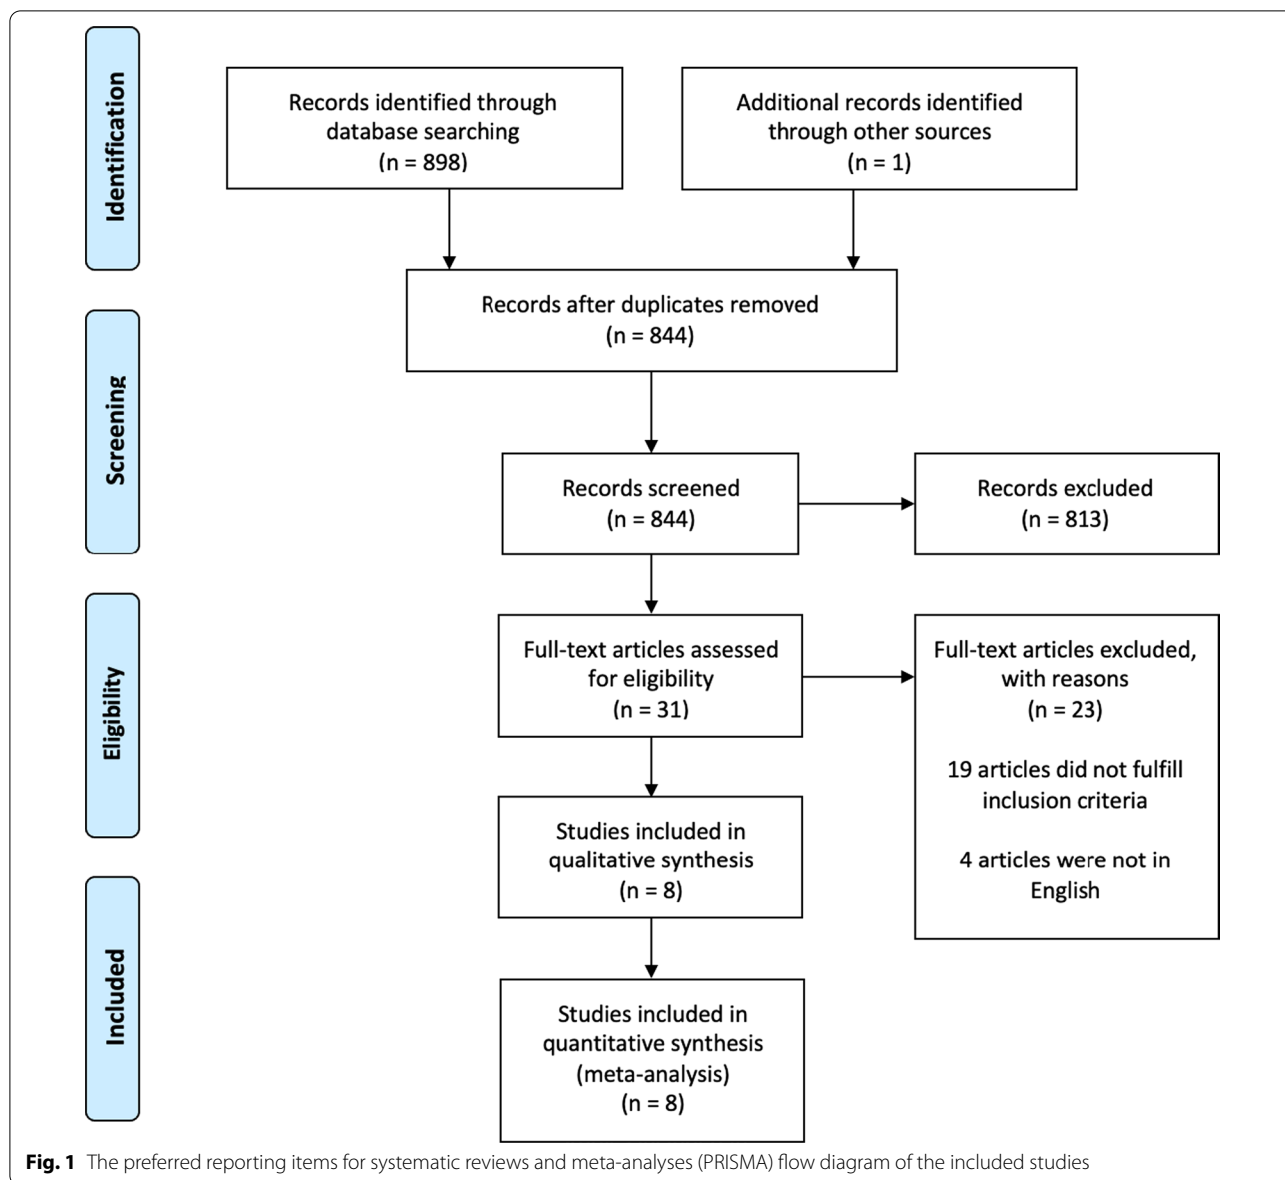 Identification
Records identified through
database searching
(n = 898)
Additional records identified
through other sources
(n = 1)
Records after duplicates removed
(n = 844)
Screening
Records screened
(n = 844)
Records excluded
(n = 813)
Eligibility
Full-text articles assessed
for eligibility
(n = 31)
Full-text articles excluded,
with reasons
(n = 23)
19 articles did not fulfill
inclusion criteria
4 articles were not in
English
Studies included in
qualitative synthesis
(n = 8)
Included
Studies included in
quantitative synthesis
(meta-analysis)
(n = 8)
Fig. 1 The preferred reporting items for systematic reviews and meta-analyses (PRISMA) flow diagram of the included studies